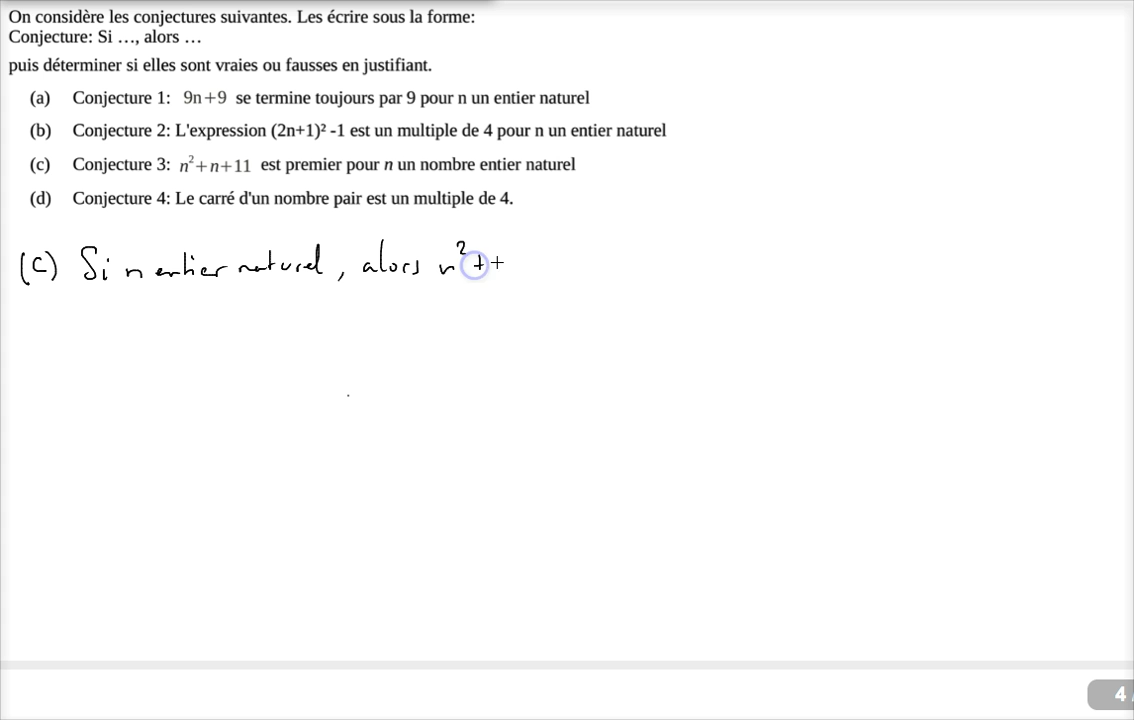 On considère les conjectures suivantes. Les écrire sous la forme:
Conjecture: Si …, alors …
puis déterminer si elles sont vraies ou fausses en justifiant.
(a) Conjecture 1: 9n+9 se termine toujours par 9 pour n un entier naturel
(b) Conjecture 2: L'expression (2n+1)² -1 est un multiple de 4 pour n un entier naturel
(c) Conjecture 3: n²+n+11 est premier pour n un nombre entier naturel
(d) Conjecture 4: Le carré d'un nombre pair est un multiple de 4.
(c) Si n entier naturel, alors n²+
4